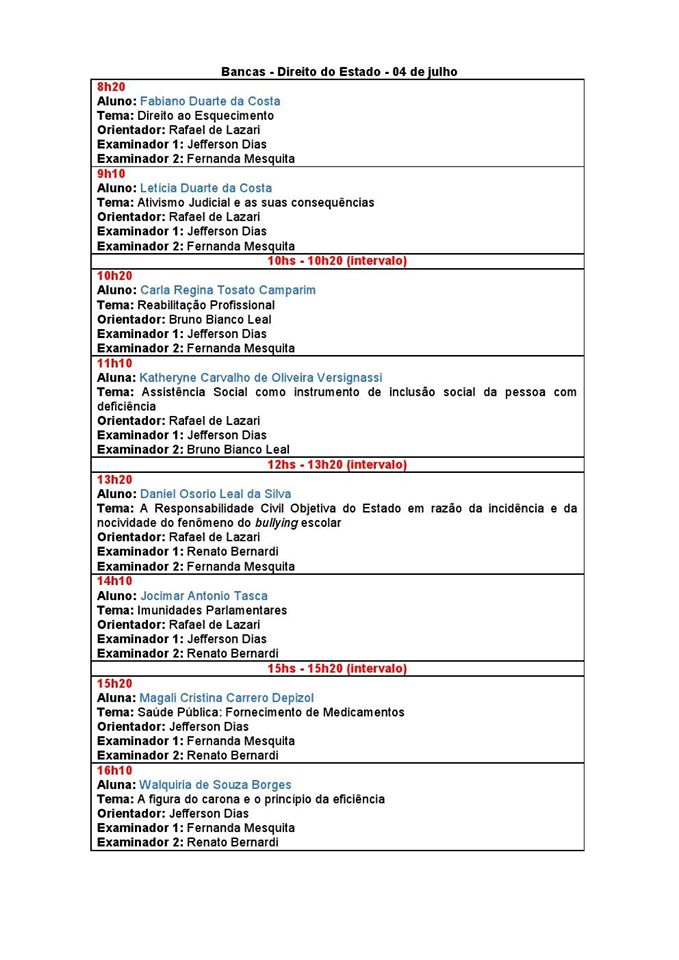 Bancas - Direito do Estado - 04 de julho
8h20
Aluno: Fabiano Duarte da Costa
Tema: Direito ao Esquecimento
Orientador: Rafael de Lazari
Examinador 1: Jefferson Dias
Examinador 2: Fernanda Mesquita
9h10
Aluno: Letícia Duarte da Costa
Tema: Ativismo Judicial e as suas consequências
Orientador: Rafael de Lazari
Examinador 1: Jefferson Dias
Examinador 2: Fernanda Mesquita
10hs - 10h20 (intervalo)
10h20
Aluno: Carla Regina Tosato Camparim
Tema: Reabilitação Profissional
Orientador: Bruno Bianco Leal
Examinador 1: Jefferson Dias
Examinador 2: Fernanda Mesquita
11h10
Aluna: Katheryne Carvalho de Oliveira Versignassi
Tema: Assistência Social como instrumento de inclusão social da pessoa com
deficiência
Orientador: Rafael de Lazari
Examinador 1: Jefferson Dias
Examinador 2: Bruno Bianco Leal
12hs - 13h20 (intervalo)
13h20
Aluno: Daniel Osorio Leal da Silva
Tema: A Responsabilidade Civil Objetiva do Estado em razão da incidência e da
nocividade do fenômeno do bullying escolar
Orientador: Rafael de Lazari
Examinador 1: Renato Bernardi
Examinador 2: Fernanda Mesquita
14h10
Aluno: Jocimar Antonio Tasca
Tema: Imunidades Parlamentares
Orientador: Rafael de Lazari
Examinador 1: Jefferson Dias
Examinador 2: Renato Bernardi
15hs - 15h20 (intervalo)
15h20
Aluna: Magali Cristina Carrero Depizol
Tema: Saúde Pública: Fornecimento de Medicamentos
Orientador: Jefferson Dias
Examinador 1: Fernanda Mesquita
Examinador 2: Renato Bernardi
16h10
Aluna: Walquiria de Souza Borges
Tema: A figura do carona e o princípio da eficiência
Orientador: Jefferson Dias
Examinador 1: Fernanda Mesquita
Examinador 2: Renato Bernardi